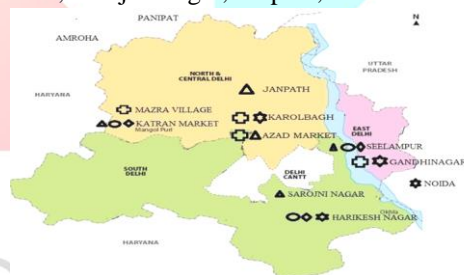 PANIPAT
N
AMROHA
UTTAR
PRADESH
HARYANA
NORTH &
CENTRAL DELHI
JANPATH
MAZRA VILLAGE
KAROLBAGH
KATRAN MARKET
Mangol Puri
AZAD MARKET
EAST
DELHI
SEELAMPUR
GANDHINAGAR
SOUTH
DELHI
DELHI
CANTT
NOIDA
SAROJNI NAGAR
HARIKESH NAGAR
Okhla
HARYANA